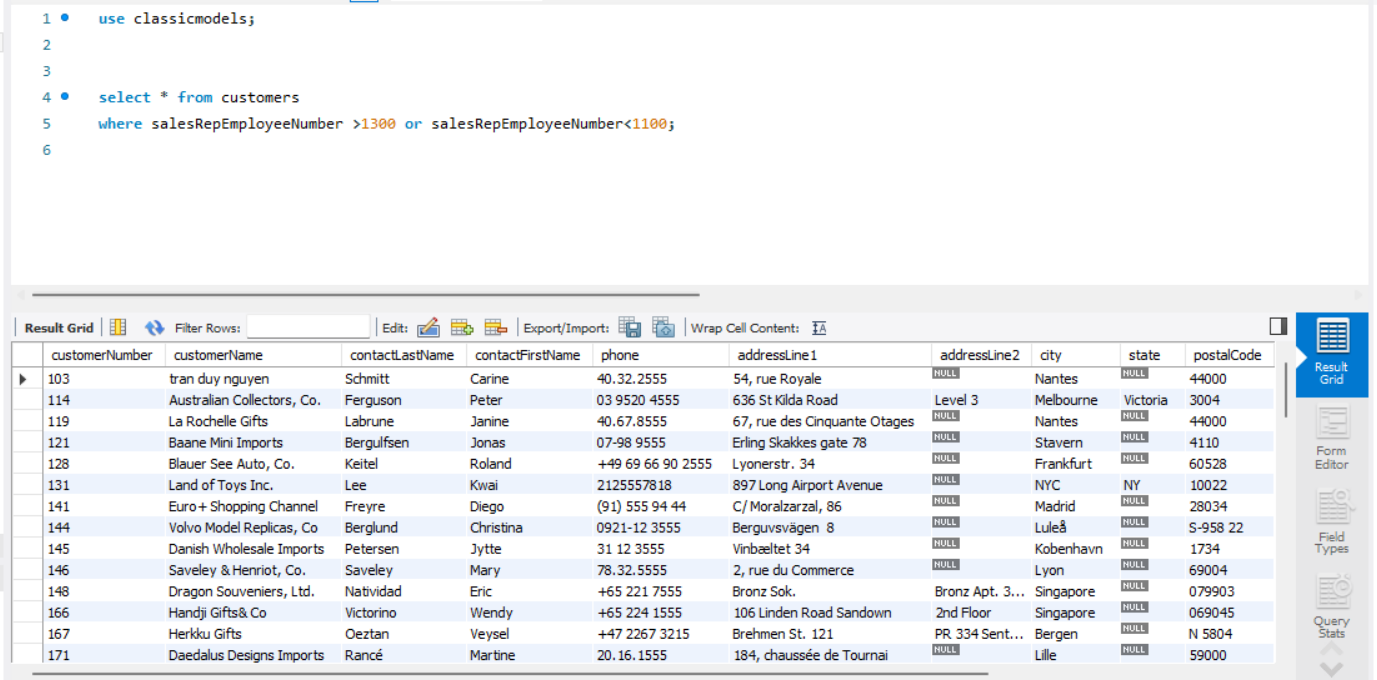 1 use classicmodels;
2
3
4 select * from customers
5 where salesRepEmployeeNumber >1300 or salesRepEmployeeNumber<1100;
6
Result Grid Filter Rows: Edit: Export/Import: Wrap Cell Content: IA
customerNumber customerName contactLastName contactFirstName phone addressLine1 addressLine2 city state postalCode
103 tran duy nguyen Schmitt Carine 40.32.2555 54, rue Royale NULL Nantes NULL 44000
114 Australian Collectors, Co. Ferguson Peter 03 9520 4555 636 St Kilda Road Level 3 Melbourne Victoria 3004
119 La Rochelle Gifts Labrune Janine 40.67.8555 67, rue des Cinquante Otages NULL Nantes NULL 44000
121 Baane Mini Imports Bergulfsen Jonas 07-98 9555 Erling Skakkes gate 78 NULL Stavern NULL 4110
128 Blauer See Auto, Co. Keitel Roland +49 69 66 90 2555 Lyonerstr. 34 NULL Frankfurt NULL 60528
131 Land of Toys Inc. Lee Kwai 2125557818 897 Long Airport Avenue NULL NYC NY 10022
141 Euro+ Shopping Channel Freyre Diego (91) 555 94 44 C/ Moralzarzal, 86 NULL Madrid NULL 28034
144 Volvo Model Replicas, Co Berglund Christina 0921-12 3555 Berguvsvägen 8 NULL Luleå NULL S-958 22
145 Danish Wholesale Imports Petersen Jytte 31 12 3555 Vinbæltet 34 NULL Kobenhavn NULL 1734
146 Saveley & Henriot, Co. Saveley Mary 78.32.5555 2, rue du Commerce NULL Lyon NULL 69004
148 Dragon Souveniers, Ltd. Natividad Eric +65 221 7555 Bronz Sok. Bronz Apt. 3... Singapore NULL 079903
166 Handji Gifts& Co Victorino Wendy +65 224 1555 106 Linden Road Sandown 2nd Floor Singapore NULL 069045
167 Herkku Gifts Oeztan Veysel +47 2267 3215 Brehmen St. 121 PR 334 Sent... Bergen NULL N 5804
171 Daedalus Designs Imports Rancé Martine 20.16.1555 184, chaussée de Tournai NULL Lille NULL 59000
Result
Grid
Form
Editor
Field
Types
Query
Stats